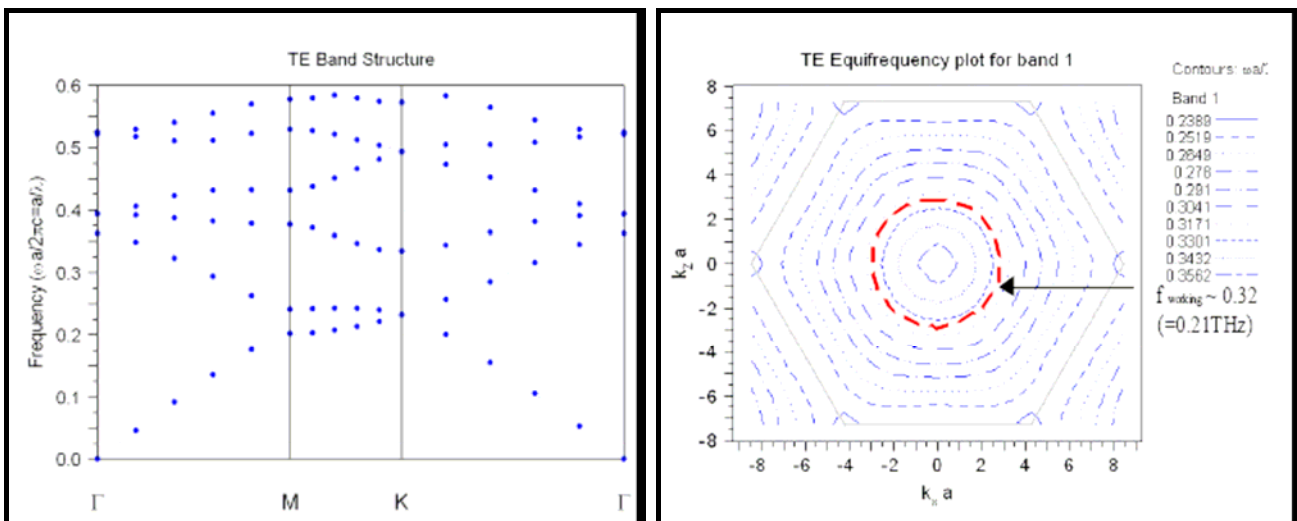 TE Band Structure
Frequency (ωa/2πc=a/λ)
0.6
0.5
0.4
0.3
0.2
0.1
0.0
Γ M K Γ
TE Equifrequency plot for band 1
k_z a
8
6
4
2
0
-2
-4
-6
-8
-8 -6 -4 -2 0 2 4 6 8
k_x a
Contours: ωa/
Band 1
0.2389
0.2519
0.2649
0.278
0.291
0.3041
0.3171
0.3301
0.3432
0.3562
f working ~ 0.32
(=0.21THz)